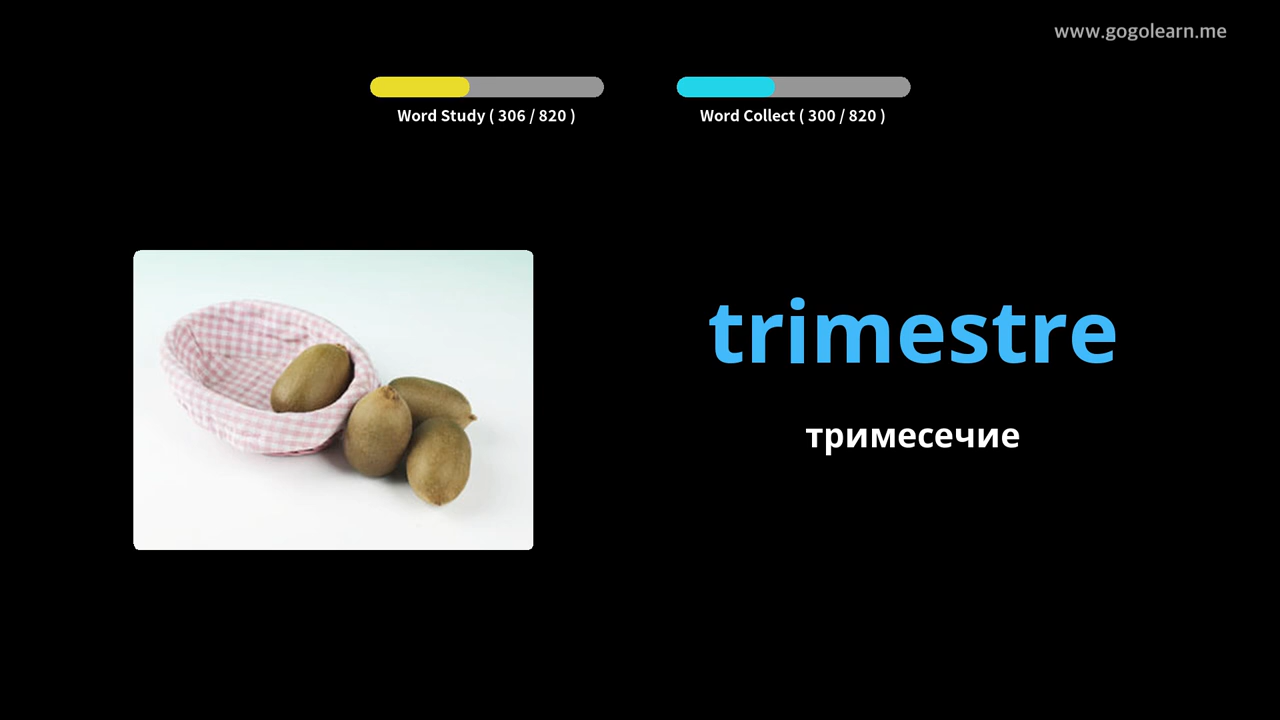 www.gogolearn.me
Word Study ( 306 / 820 )
Word Collect ( 300 / 820 )
trimestre
тримесечие